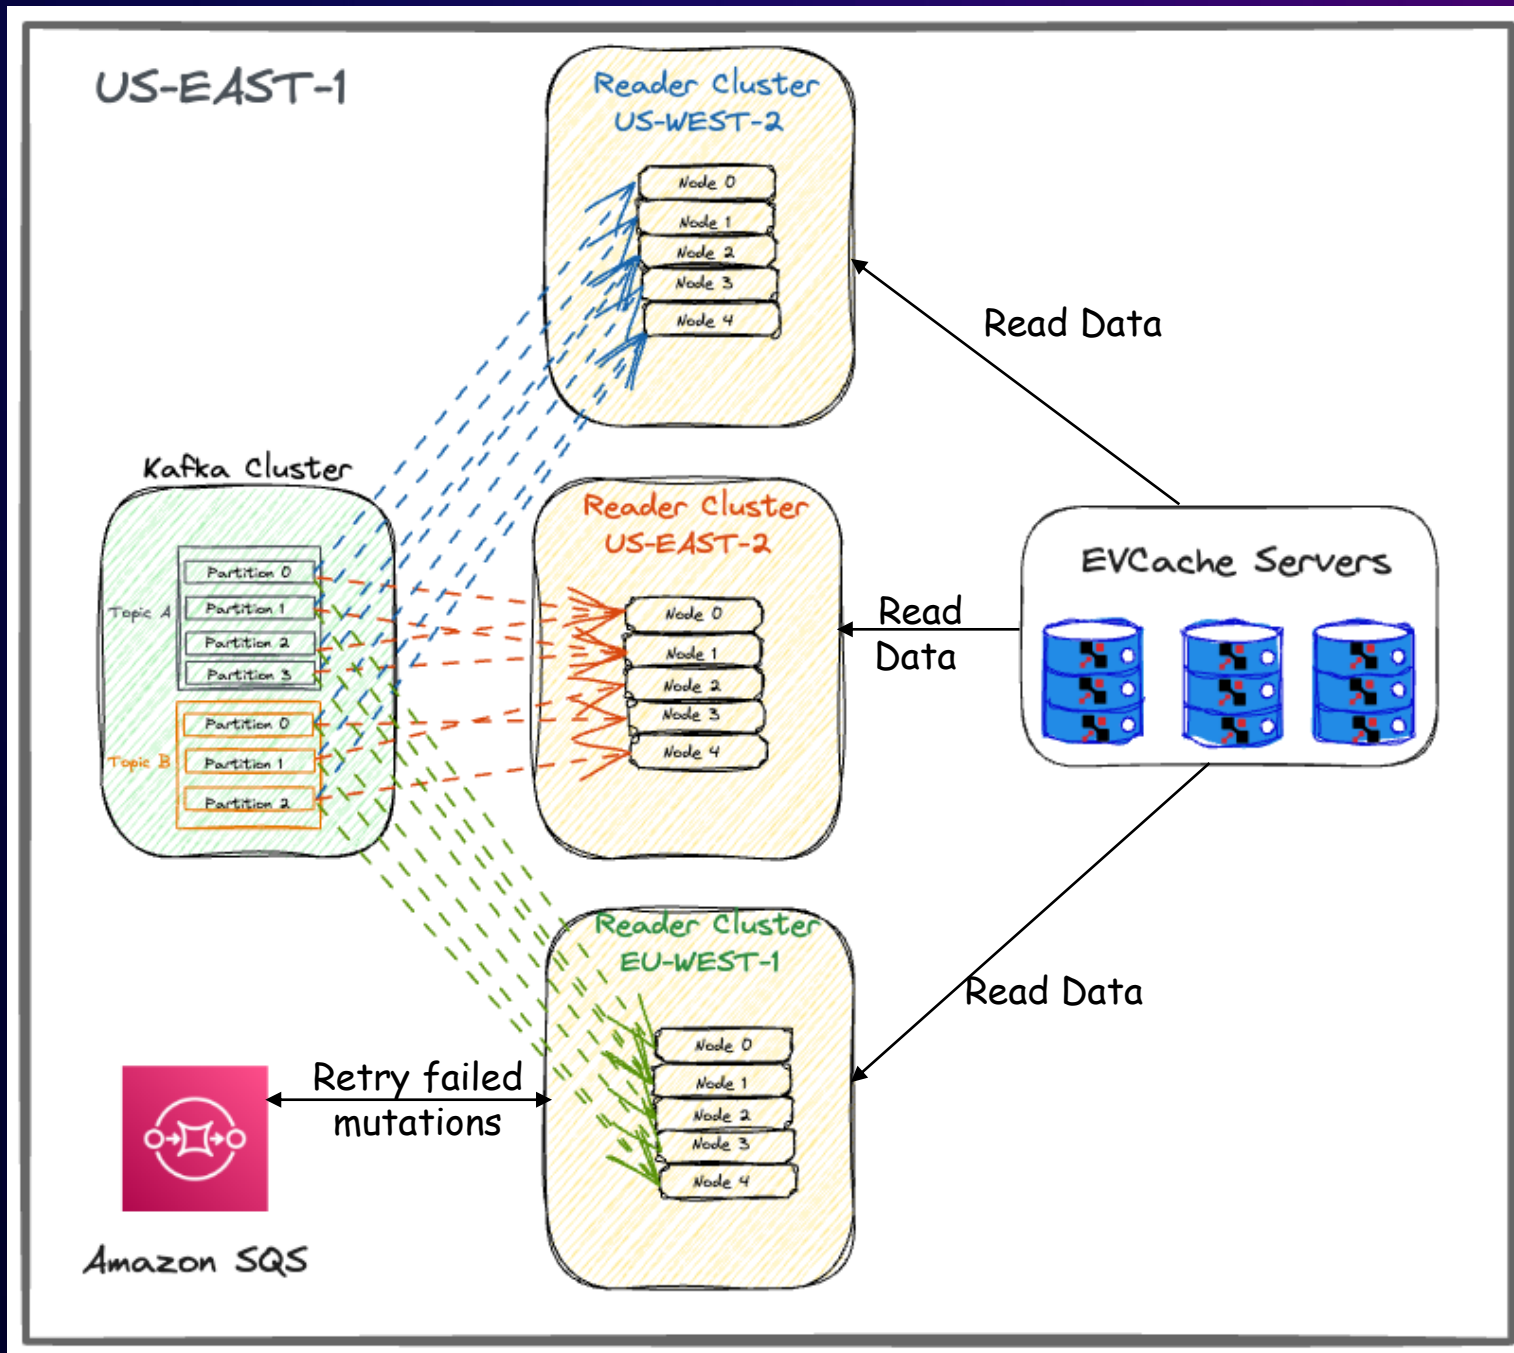 US-EAST-1
Reader Cluster
US-WEST-2
Node 0
Node 1
Node 2
Node 3
Node 4
Read Data
Kafka Cluster
Topic A
Partition 0
Partition 1
Partition 2
Partition 3
Topic B
Partition 0
Partition 1
Partition 2
Reader Cluster
US-EAST-2
Node 0
Node 1
Node 2
Node 3
Node 4
Read
Data
EVCache Servers
Reader Cluster
EU-WEST-1
Node 0
Node 1
Node 2
Node 3
Node 4
Read Data
Retry failed
mutations
Amazon SQS